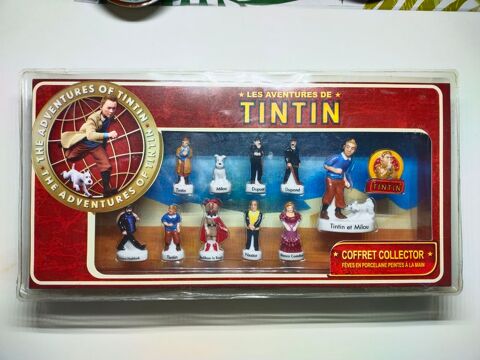 THE ADVENTURES OF TINTIN
THE ADVENTURES OF TINTIN
LES AVENTURES DE
TINTIN
Tintin
Milou
Dupont
Dupond
Tintin et Milou
TINTIN
Tintin
COFFRET COLLECTOR
FÈVES EN PORCELAINE PEINTES À LA MAIN